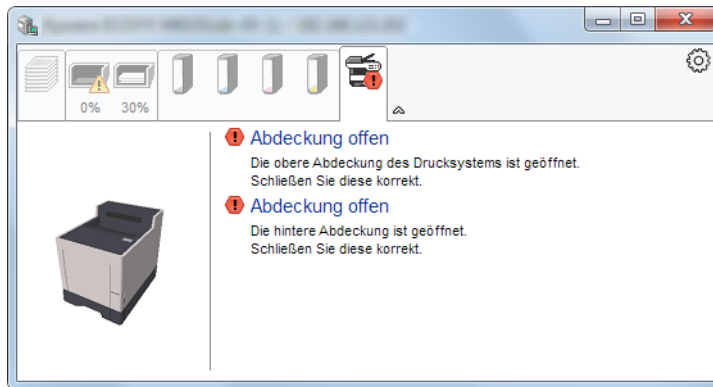 0%
30%
Abdeckung offen
Die obere Abdeckung des Drucksystems ist geöffnet.
Schließen Sie diese korrekt.
Abdeckung offen
Die hintere Abdeckung ist geöffnet.
Schließen Sie diese korrekt.